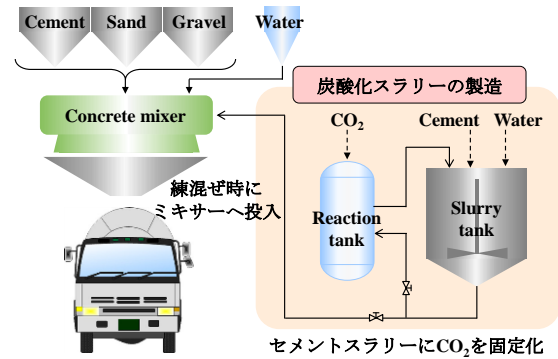 Cement Sand Gravel Water
炭酸化スラリーの製造
Concrete mixer
CO2 Cement Water
練混ぜ時に
ミキサーへ投入
Reaction
tank
Slurry
tank
セメントスラリーにCO2を固定化